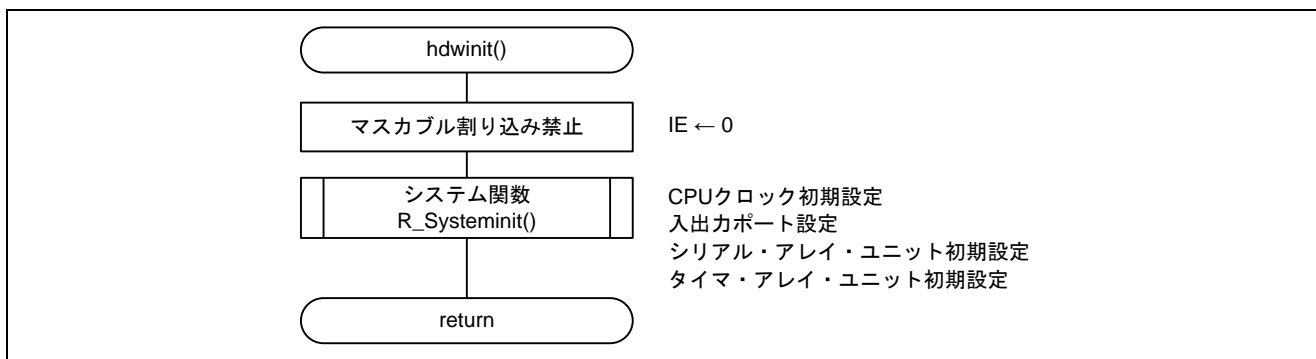 hdwinit()
マスカブル割り込み禁止
IE ← 0
システム関数
R_Systeminit()
CPUクロック初期設定
入出力ポート設定
シリアル・アレイ・ユニット初期設定
タイマ・アレイ・ユニット初期設定
return